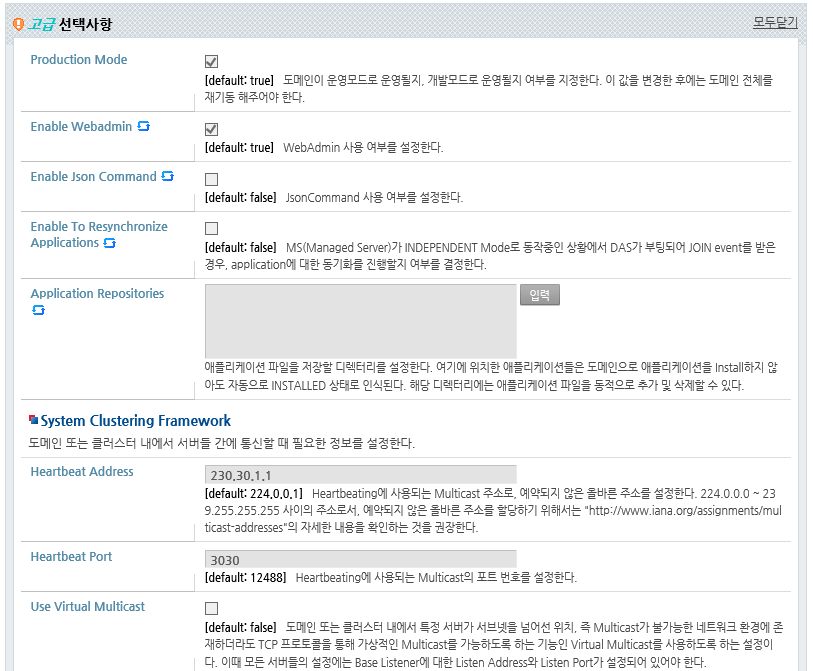 고급 선택사항
모두닫기
Production Mode
[default: true] 도메인이 운영모드로 운영될지, 개발모드로 운영될지 여부를 지정한다. 이 값을 변경한 후에는 도메인 전체를
재기동 해주어야 한다.
Enable Webadmin
[default: true] WebAdmin 사용 여부를 설정한다.
Enable Json Command
[default: false] JsonCommand 사용 여부를 설정한다.
Enable To Resynchronize
Applications
[default: false] MS(Managed Server)가 INDEPENDENT Mode로 동작중인 상황에서 DAS가 부팅되어 JOIN event를 받은
경우, application에 대한 동기화를 진행할지 여부를 결정한다.
Application Repositories
입력
애플리케이션 파일을 저장할 디렉터리를 설정한다. 여기에 위치한 애플리케이션들은 도메인으로 애플리케이션을 Install하지 않
아도 자동으로 INSTALLED 상태로 인식된다. 해당 디렉터리에는 애플리케이션 파일을 동적으로 추가 및 삭제할 수 있다.
System Clustering Framework
도메인 또는 클러스터 내에서 서버들 간에 통신할 때 필요한 정보를 설정한다.
Heartbeat Address
230.30.1.1
[default: 224.0.0.1] Heartbeating에 사용되는 Multicast 주소로, 예약되지 않은 올바른 주소를 설정한다. 224.0.0.0 ~ 23
9.255.255.255 사이의 주소로서, 예약되지 않은 올바른 주소를 할당하기 위해서는 "http://www.iana.org/assignments/mul
ticast-addresses"의 자세한 내용을 확인하는 것을 권장한다.
Heartbeat Port
3030
[default: 12488] Heartbeating에 사용되는 Multicast의 포트 번호를 설정한다.
Use Virtual Multicast
[default: false] 도메인 또는 클러스터 내에서 특정 서버가 서브넷을 넘어선 위치, 즉 Multicast가 불가능한 네트워크 환경에 존
재하더라도 TCP 프로토콜을 통해 가상적인 Multicast를 가능하도록 하는 기능인 Virtual Multicast를 사용하도록 하는 설정이
다. 이때 모든 서버들의 설정에는 Base Listener에 대한 Listen Address와 Listen Port가 설정되어 있어야 한다.